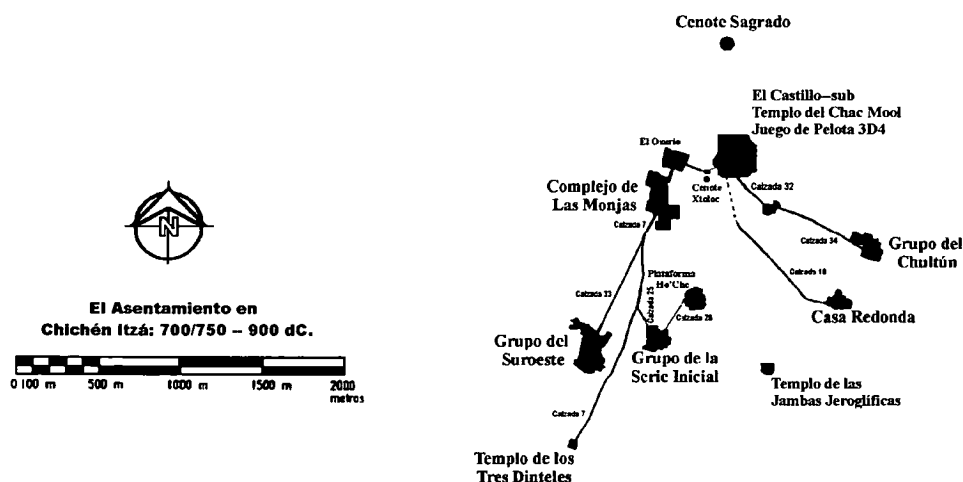 Cenote Sagrado
El Castillo–sub
Templo del Chac Mool
Juego de Pelota 3D4
El Osario
Cenote
Xtoloc
Calzada 32
Complejo de
Las Monjas
Calzada 7
Calzada 34
Grupo del
Chultún
N
Calzada 18
Plataforma
Ho'Che
Calzada 25
Calzada 33
Calzada 28
Casa Redonda
El Asentamiento en
Chichén Itzá: 700/750 – 900 dC.
Grupo del
Suroeste
Grupo de la
Serie Inicial
0 100 m 500 m 1000 m 1500 m 2000
metros
Templo de las
Jambas Jeroglíficas
Calzada 7
Templo de los
Tres Dinteles